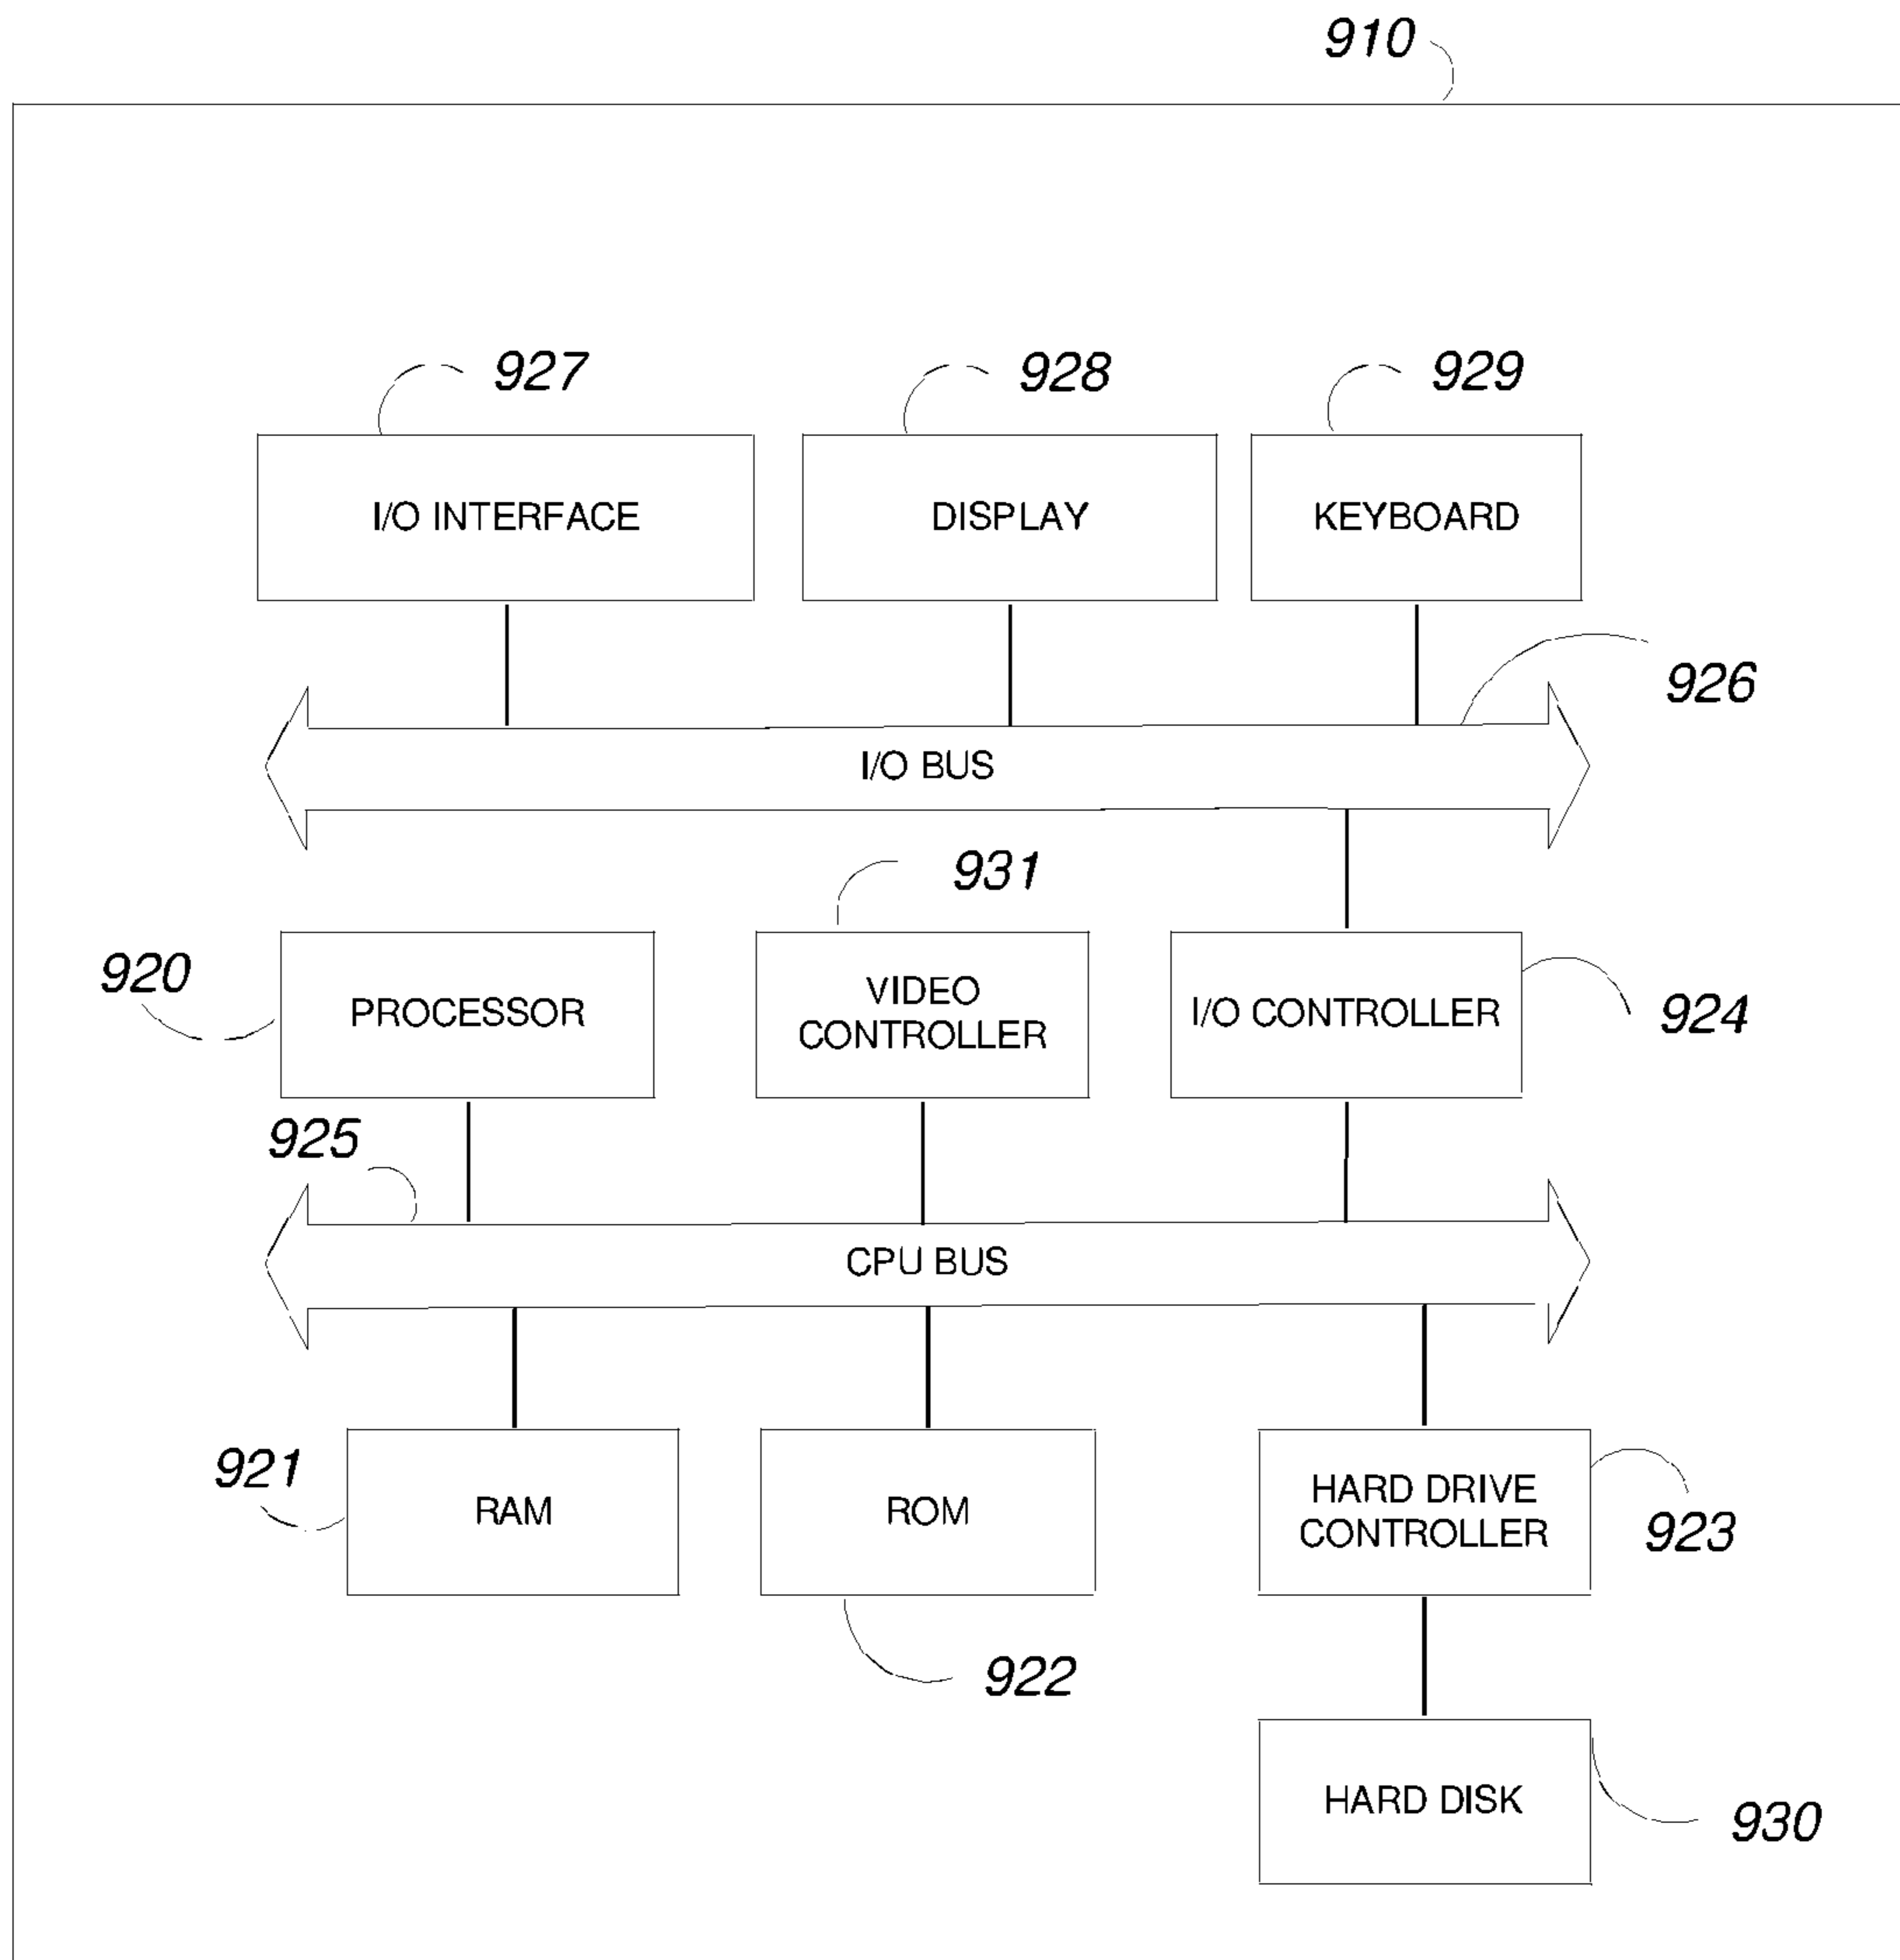 910
927
928
929
I/O INTERFACE
DISPLAY
KEYBOARD
926
I/O BUS
931
920
PROCESSOR
VIDEO
CONTROLLER
I/O CONTROLLER
924
925
CPU BUS
921
RAM
ROM
HARD DRIVE
CONTROLLER
923
922
HARD DISK
930